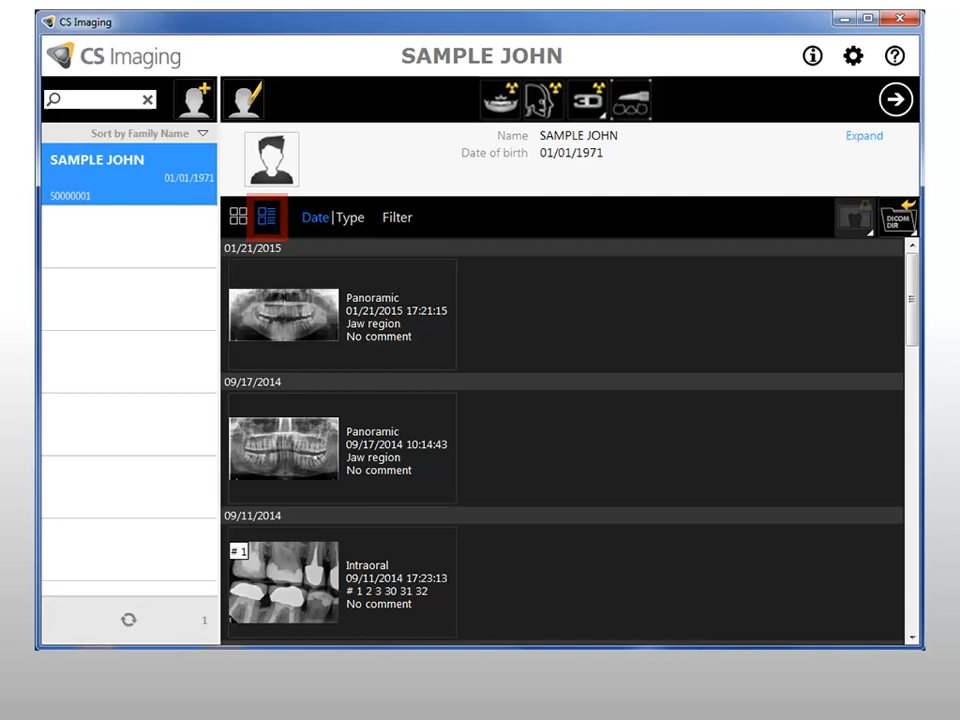 CS Imaging
CS Imaging
SAMPLE JOHN
Sort by Family Name
SAMPLE JOHN
01/01/1971
S0000001
1
3D
Name SAMPLE JOHN
Date of birth 01/01/1971
Expand
Date|Type Filter
DICOM
DIR
01/21/2015
Panoramic
01/21/2015 17:21:15
Jaw region
No comment
09/17/2014
Panoramic
09/17/2014 10:14:43
Jaw region
No comment
09/11/2014
# 1
Intraoral
09/11/2014 17:23:13
# 1 2 3 30 31 32
No comment